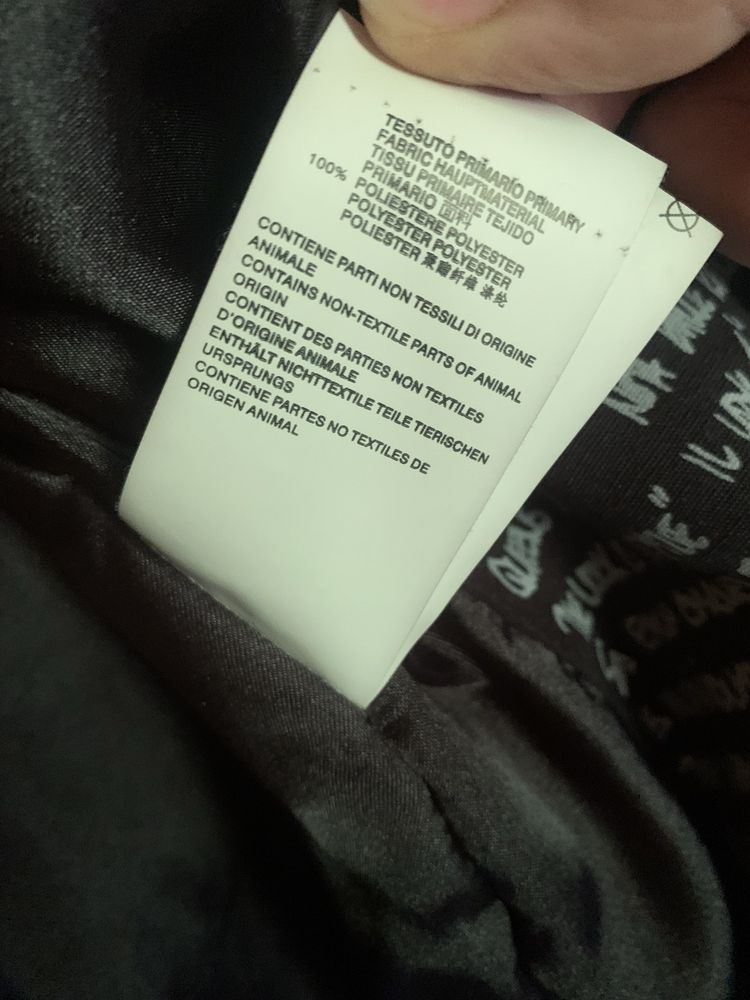 TESSUTO PRIMARIO PRIMARY
FABRIC HAUPTMATERIAL
TISSU PRIMAIRE TEJIDO
PRIMARIO 面料
100% POLIESTERE POLYESTER
POLYESTER POLYESTER
POLIESTER 聚酯纤维 涤纶
CONTIENE PARTI NON TESSILI DI ORIGINE
ANIMALE
CONTAINS NON-TEXTILE PARTS OF ANIMAL
ORIGIN
CONTIENT DES PARTIES NON TEXTILES
D'ORIGINE ANIMALE
ENTHÄLT NICHTTEXTILE TEILE TIERISCHEN
URSPRUNGS
CONTIENE PARTES NO TEXTILES DE
ORIGEN ANIMAL